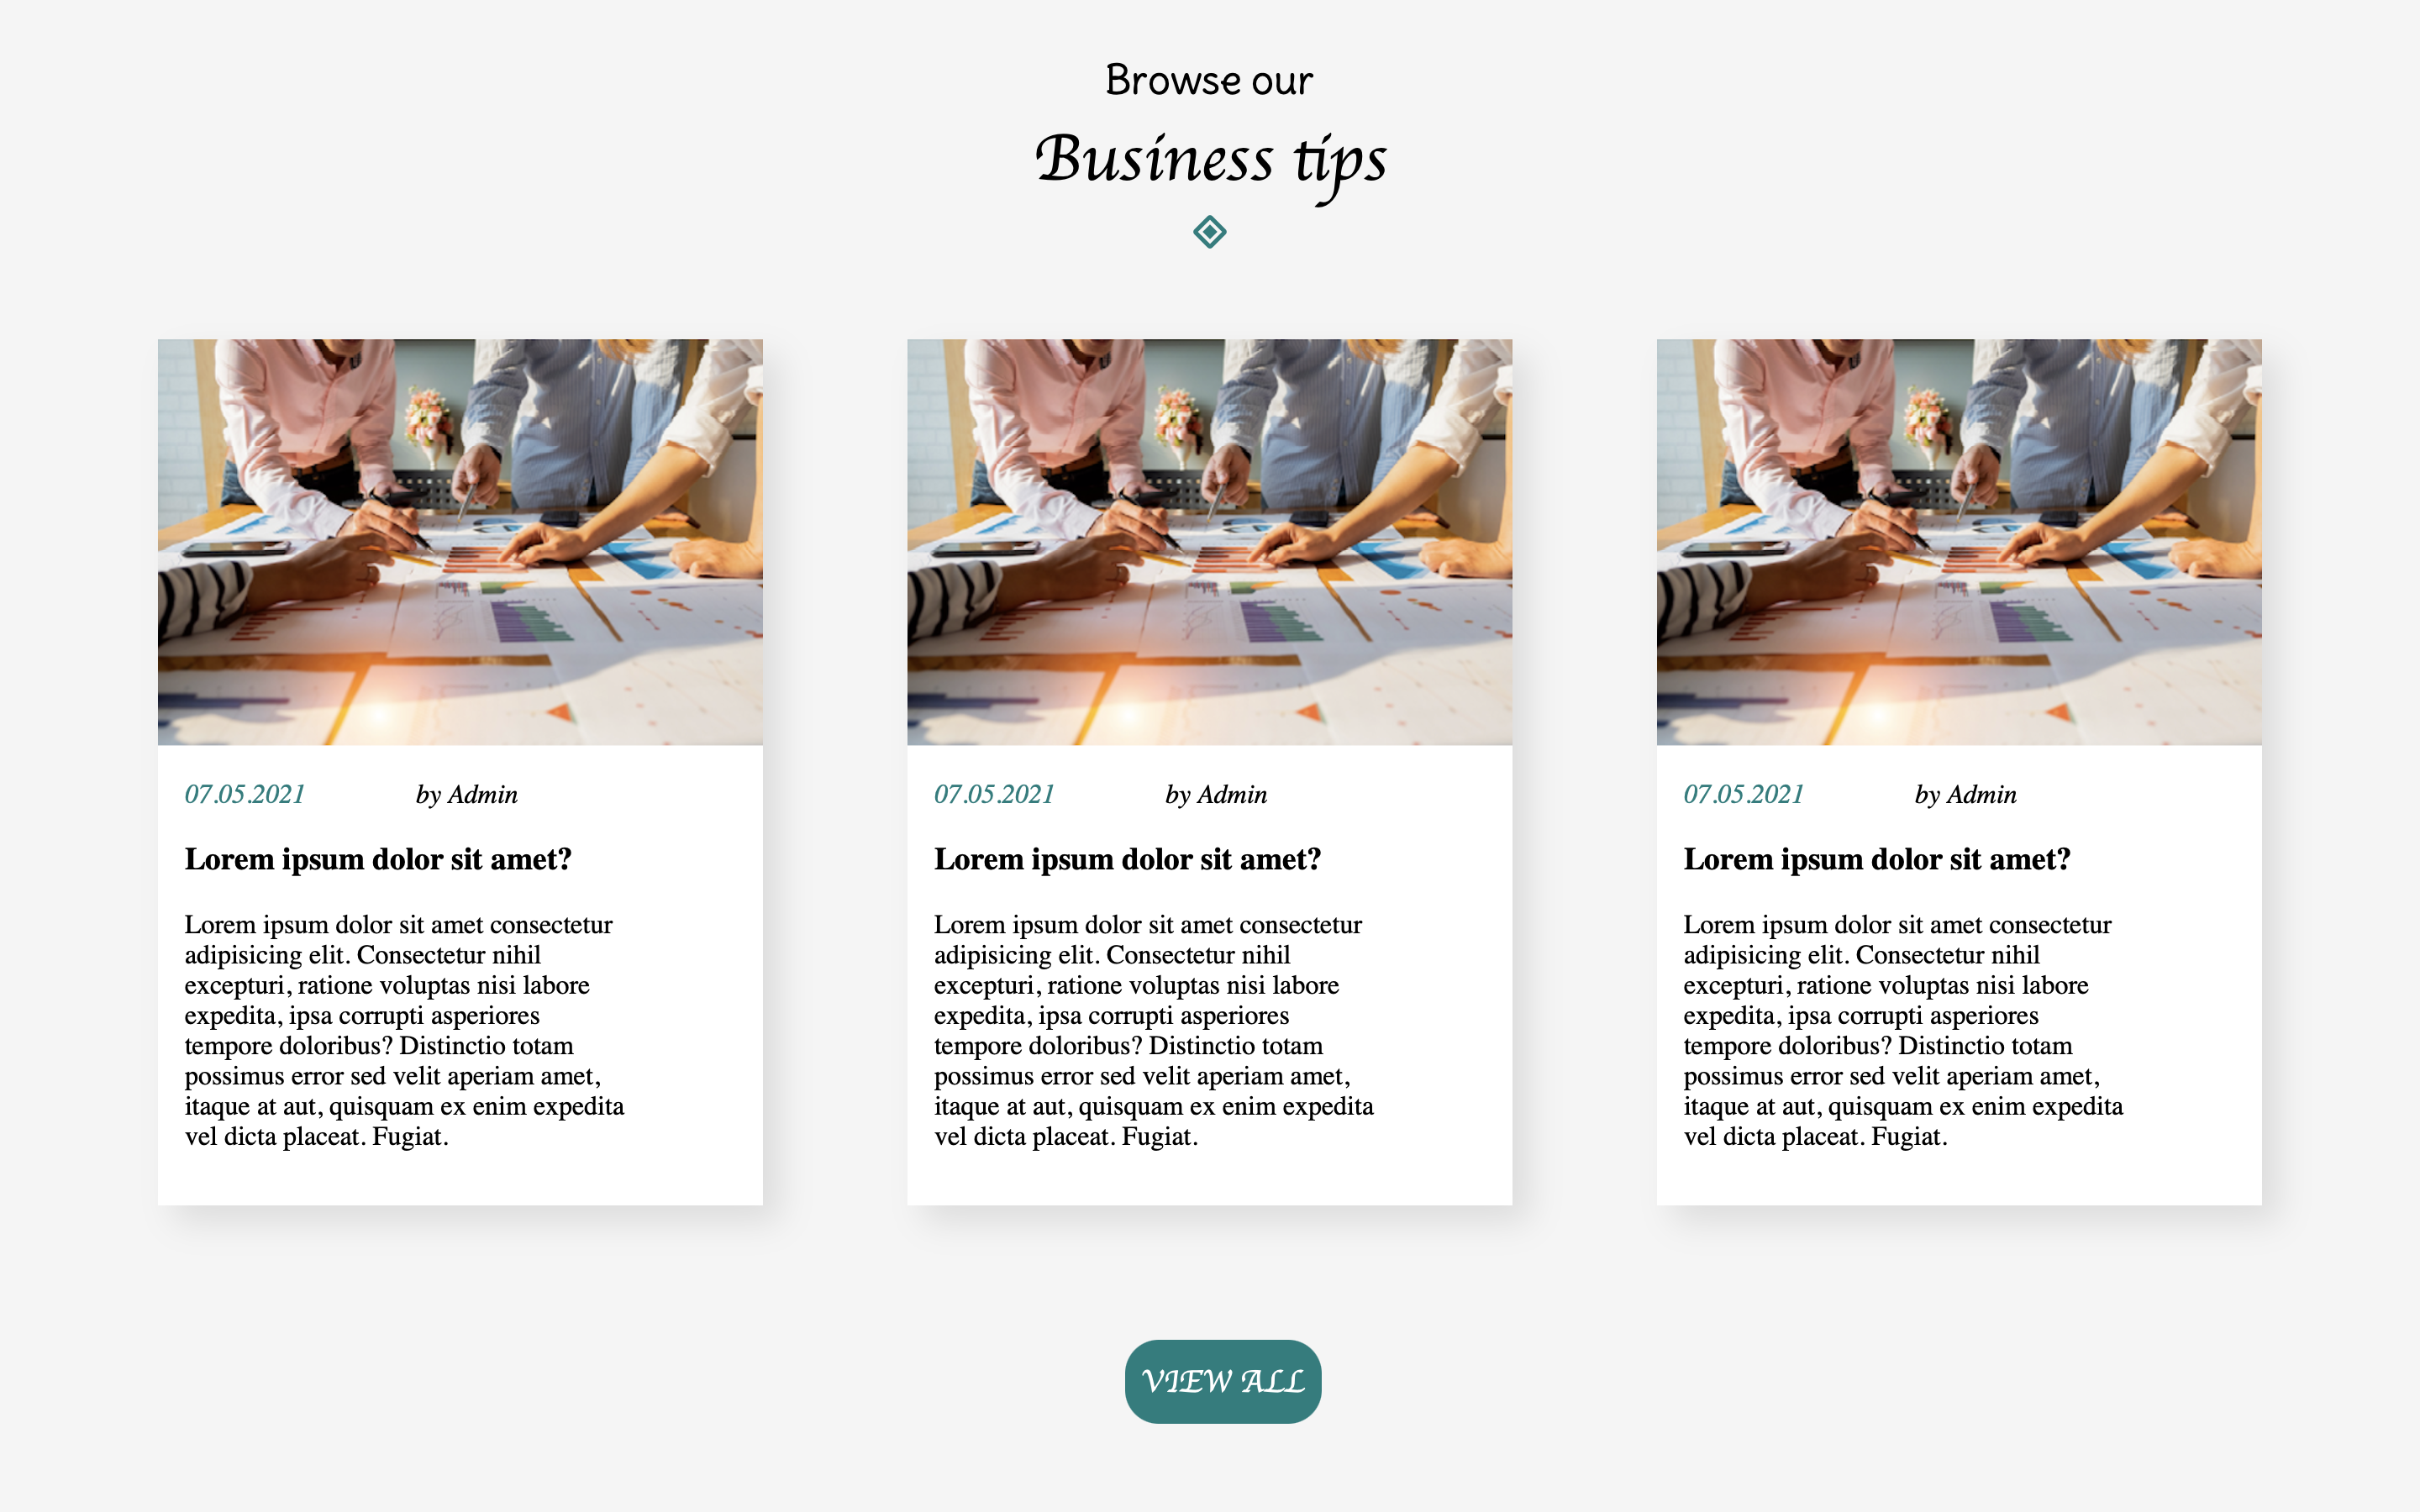 Browse our
Business tips
07.05.2021 by Admin
Lorem ipsum dolor sit amet?
Lorem ipsum dolor sit amet consectetur
adipisicing elit. Consectetur nihil
excepturi, ratione voluptas nisi labore
expedita, ipsa corrupti asperiores
tempore doloribus? Distinctio totam
possimus error sed velit aperiam amet,
itaque at aut, quisquam ex enim expedita
vel dicta placeat. Fugiat.
07.05.2021 by Admin
Lorem ipsum dolor sit amet?
Lorem ipsum dolor sit amet consectetur
adipisicing elit. Consectetur nihil
excepturi, ratione voluptas nisi labore
expedita, ipsa corrupti asperiores
tempore doloribus? Distinctio totam
possimus error sed velit aperiam amet,
itaque at aut, quisquam ex enim expedita
vel dicta placeat. Fugiat.
07.05.2021 by Admin
Lorem ipsum dolor sit amet?
Lorem ipsum dolor sit amet consectetur
adipisicing elit. Consectetur nihil
excepturi, ratione voluptas nisi labore
expedita, ipsa corrupti asperiores
tempore doloribus? Distinctio totam
possimus error sed velit aperiam amet,
itaque at aut, quisquam ex enim expedita
vel dicta placeat. Fugiat.
VIEW ALL